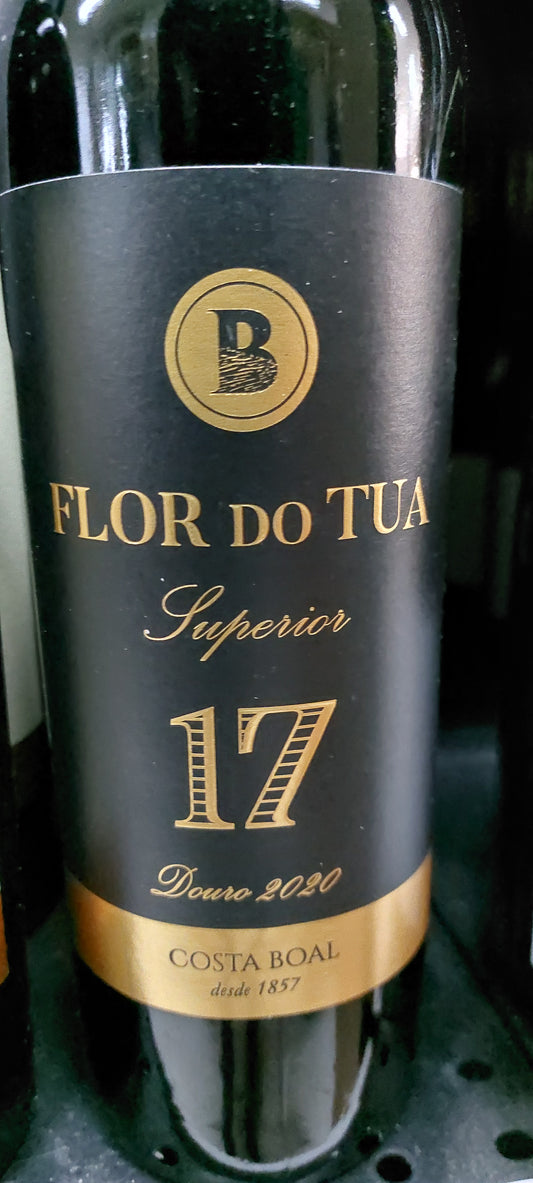 B
FLOR DO TUA
Superior
17
Douro 2020
COSTA BOAL
desde 1857